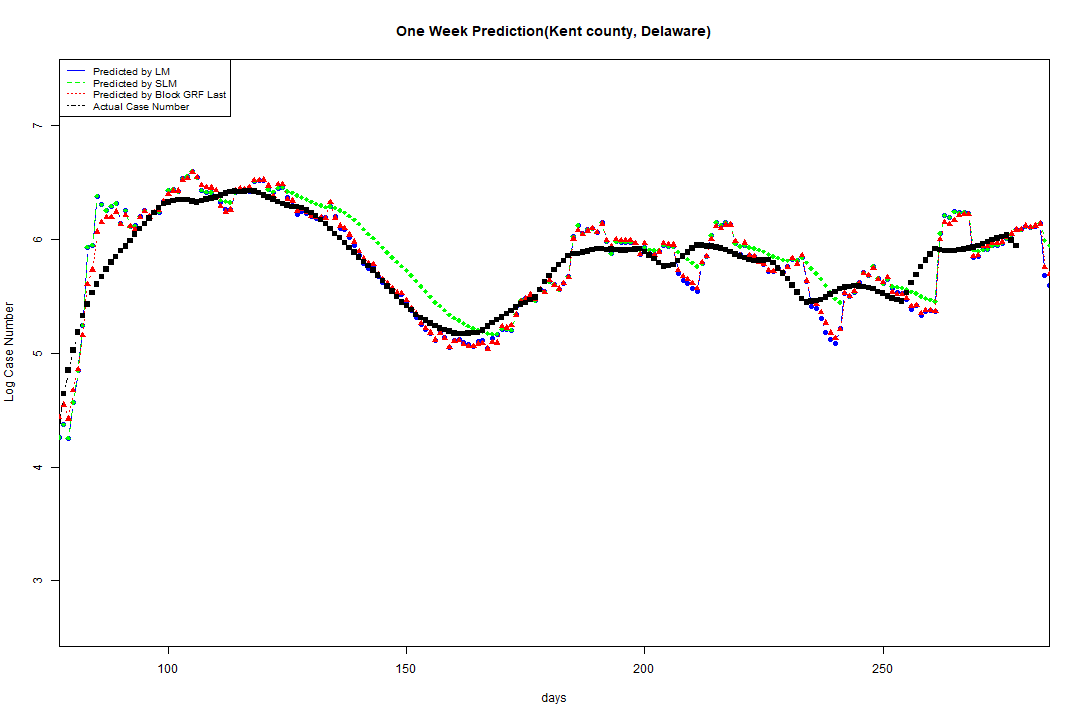 One Week Prediction(Kent county, Delaware)
Predicted by LM
Predicted by SLM
Predicted by Block GRF Last
Actual Case Number
7
6
5
4
3
Log Case Number
100 150 200 250
days